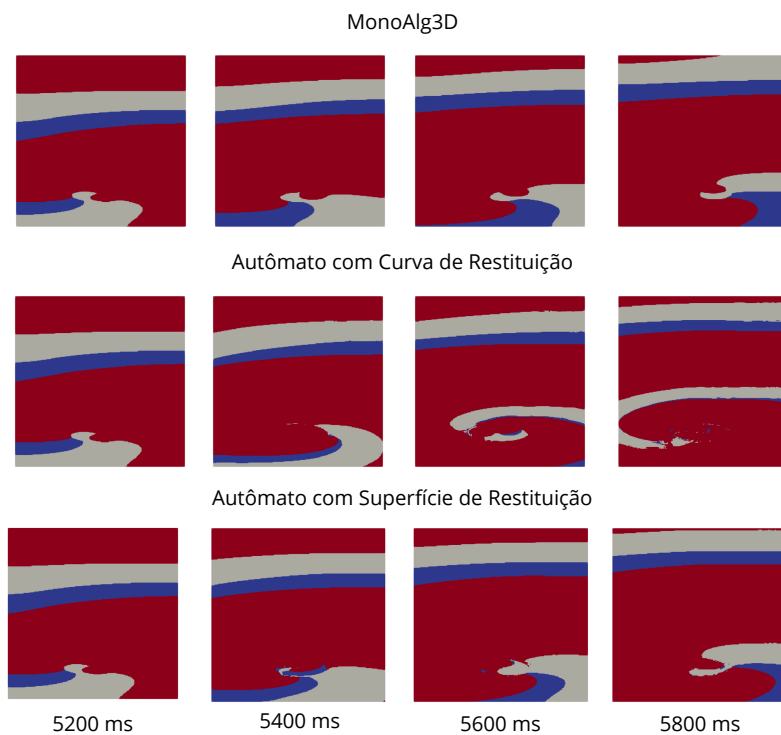 MonoAlg3D
Autômato com Curva de Restituição
Autômato com Superfície de Restituição
5200 ms
5400 ms
5600 ms
5800 ms